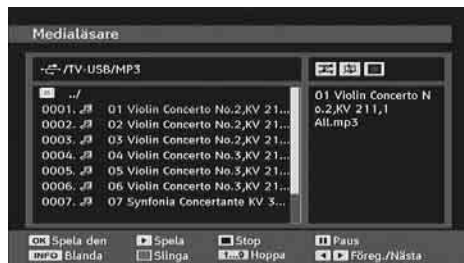 Medialäsare
-/TV-USB/MP3
../
0001. 01 Violin Concerto No.2,KV 21...
0002. 02 Violin Concerto No.2,KV 21...
0003. 03 Violin Concerto No.2,KV 21...
0004. 04 Violin Concerto No.3,KV 21...
0005. 05 Violin Concerto No.3,KV 21...
0006. 06 Violin Concerto No.3,KV 21...
0007. 07 Synfonia Concertante KV 3...
01 Violin Concerto N
o.2,KV 211,1
All.mp3
OK Spela den Spela Stop Paus
INFO Blanda Slinga 1...9 Hoppa Föreg./Nästa